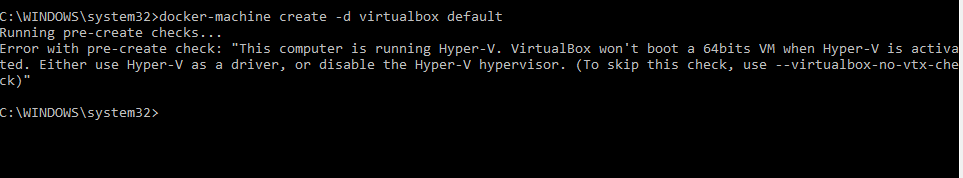 C:\WINDOWS\system32>docker-machine create -d virtualbox default
Running pre-create checks...
Error with pre-create check: "This computer is running Hyper-V. VirtualBox won't boot a 64bits VM when Hyper-V is activa
ted. Either use Hyper-V as a driver, or disable the Hyper-V hypervisor. (To skip this check, use --virtualbox-no-vtx-che
ck)"
C:\WINDOWS\system32>